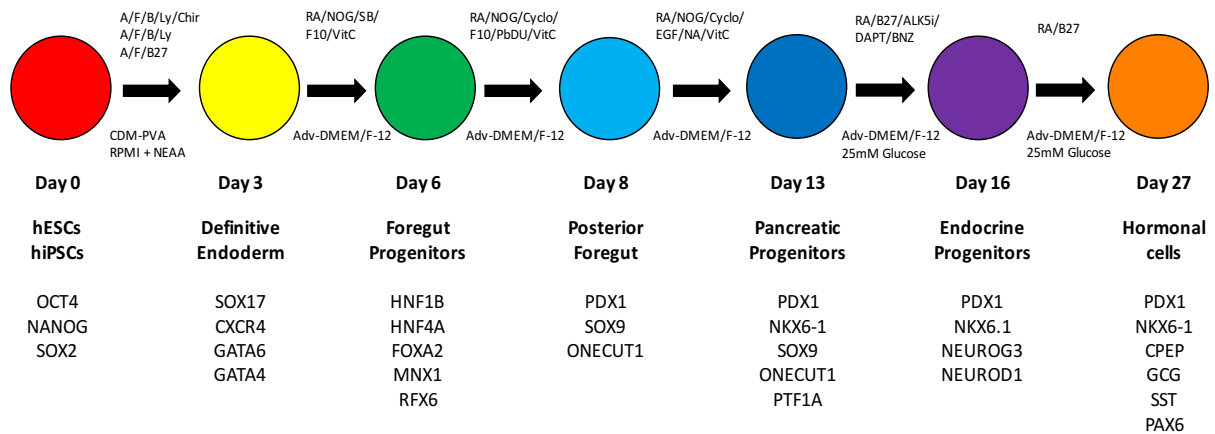 A/F/B/Ly/Chir
A/F/B/Ly
A/F/B27
CDM-PVA
RPMI + NEAA
RA/NOG/SB/
F10/VitC
Adv-DMEM/F-12
RA/NOG/Cyclo/
F10/PbDU/VitC
Adv-DMEM/F-12
RA/NOG/Cyclo/
EGF/NA/VitC
Adv-DMEM/F-12
RA/B27/ALK5i/
DAPT/BNZ
Adv-DMEM/F-12
25mM Glucose
RA/B27
Adv-DMEM/F-12
25mM Glucose
Day 0
hESCs
hiPSCs
OCT4
NANOG
SOX2
Day 3
Definitive
Endoderm
SOX17
CXCR4
GATA6
GATA4
Day 6
Foregut
Progenitors
HNF1B
HNF4A
FOXA2
MNX1
RFX6
Day 8
Posterior
Foregut
PDX1
SOX9
ONECUT1
Day 13
Pancreatic
Progenitors
PDX1
NKX6-1
SOX9
ONECUT1
PTF1A
Day 16
Endocrine
Progenitors
PDX1
NKX6.1
NEUROG3
NEUROD1
Day 27
Hormonal
cells
PDX1
NKX6-1
CPEP
GCG
SST
PAX6